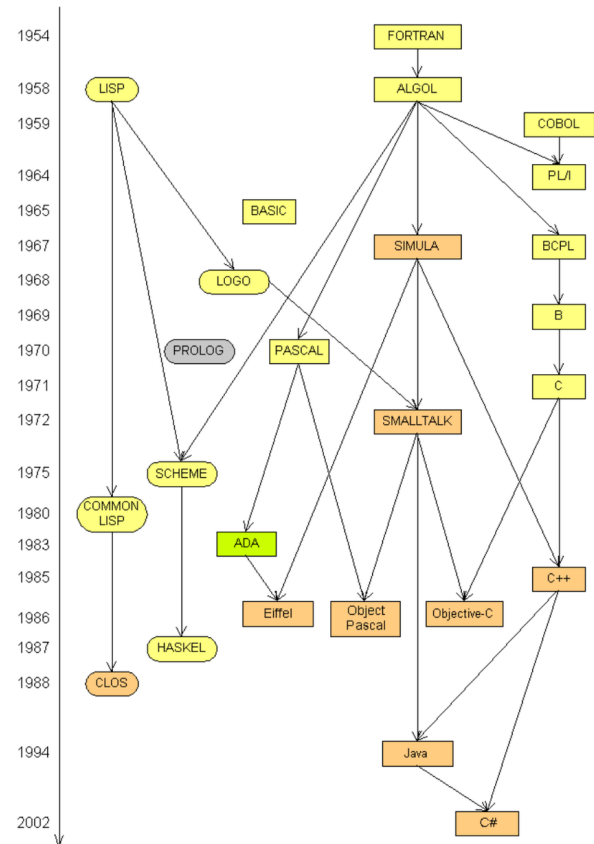 1954
FORTRAN
1958
LISP
ALGOL
1959
COBOL
1964
PL/I
1965
BASIC
1967
SIMULA
BCPL
1968
LOGO
1969
B
1970
PROLOG
PASCAL
1971
C
1972
SMALLTALK
1975
SCHEME
1980
COMMON
LISP
1983
ADA
1985
C++
1986
Eiffel
Object
Pascal
Objective-C
1987
HASKEL
1988
CLOS
1994
Java
2002
C#